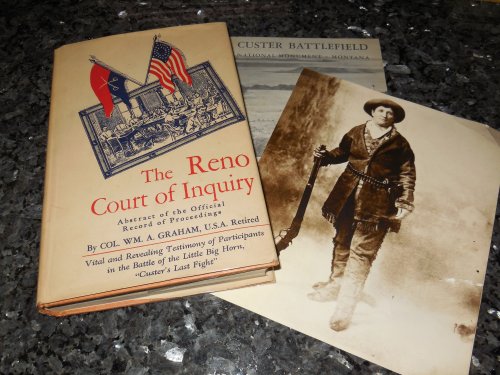 The Reno
Court of Inquiry
Abstract of the Official
Record of Proceedings
By COL. WM. A. GRAHAM, U.S.A. Retired
Vital and Revealing Testimony of Participants
in the Battle of the Little Big Horn,
"Custer's Last Fight"
CUSTER BATTLEFIELD
NATIONAL MONUMENT - MONTANA